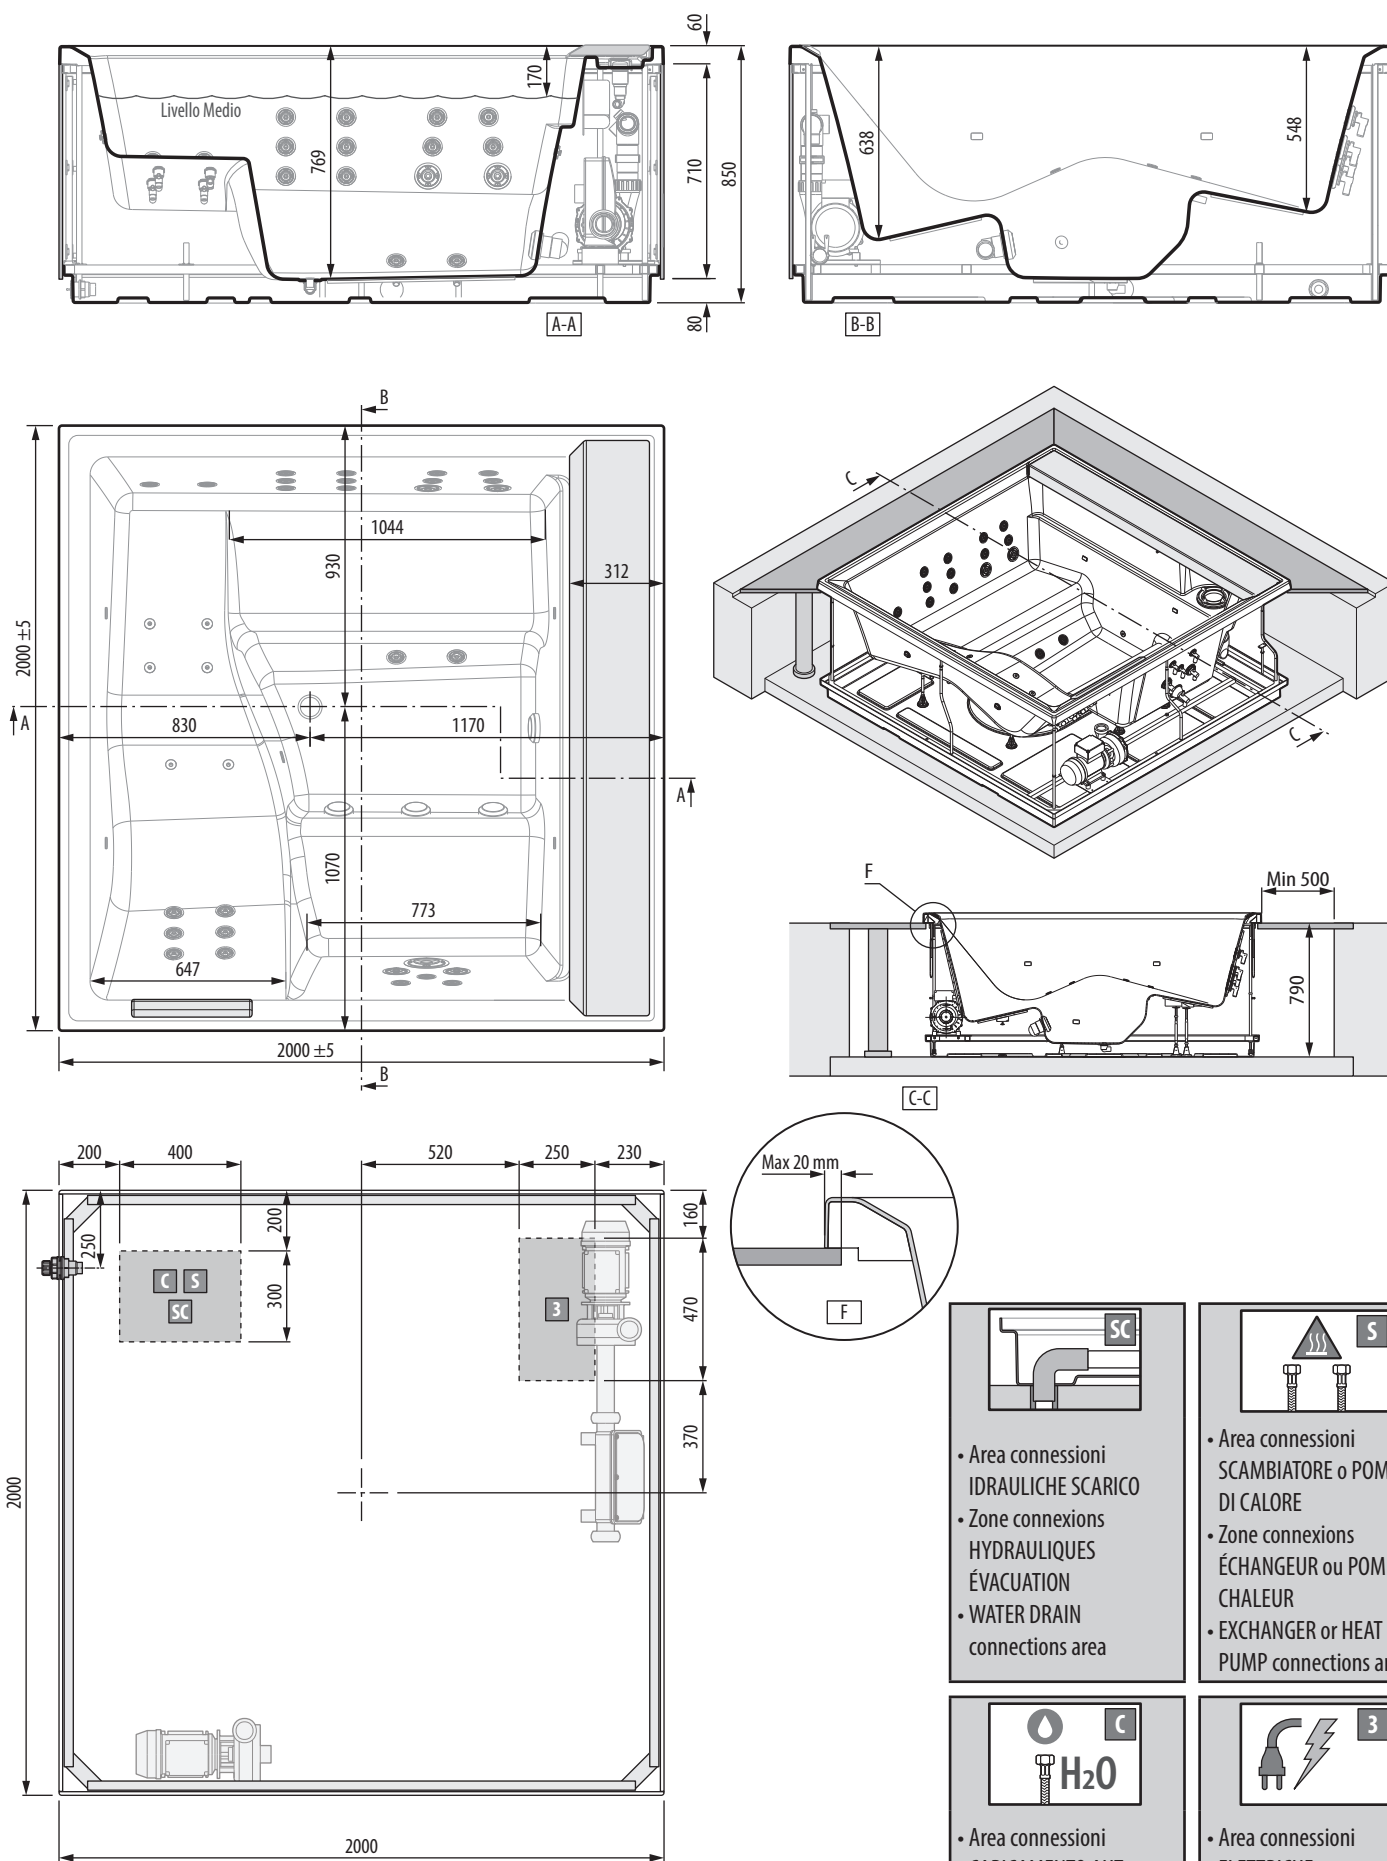 60
170
Livello Medio
769
710
850
80
A-A
638
548
B-B
B
1044
930
312
2000 ±5
A
830
1170
A
1070
773
647
2000 ±5
B
C
C
F
Min 500
790
C-C
200
400
520
250
230
250
200
300
160
470
370
C
S
SC
3
2000
2000
Max 20 mm
F
SC
• Area connessioni
IDRAULICHE SCARICO
• Zone connexions
HYDRAULIQUES
ÉVACUATION
• WATER DRAIN
connections area
S
• Area connessioni
SCAMBIATORE o POM
DI CALORE
• Zone connexions
ÉCHANGEUR ou POM
CHALEUR
• EXCHANGER or HEAT
PUMP connections
C
H2O
• Area connessioni
3
• Area connessioni